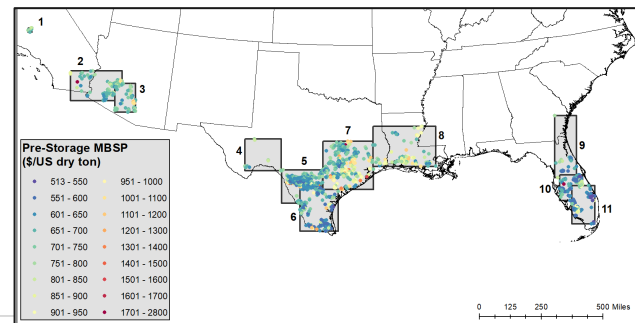 1
2
3
4
5
6
7
8
9
10
11
Pre-Storage MBSP
($/US dry ton)
513 - 550 951 - 1000
551 - 600 1001 - 1100
601 - 650 1101 - 1200
651 - 700 1201 - 1300
701 - 750 1301 - 1400
751 - 800 1401 - 1500
801 - 850 1501 - 1600
851 - 900 1601 - 1700
901 - 950 1701 - 2800
0 125 250 500 Miles